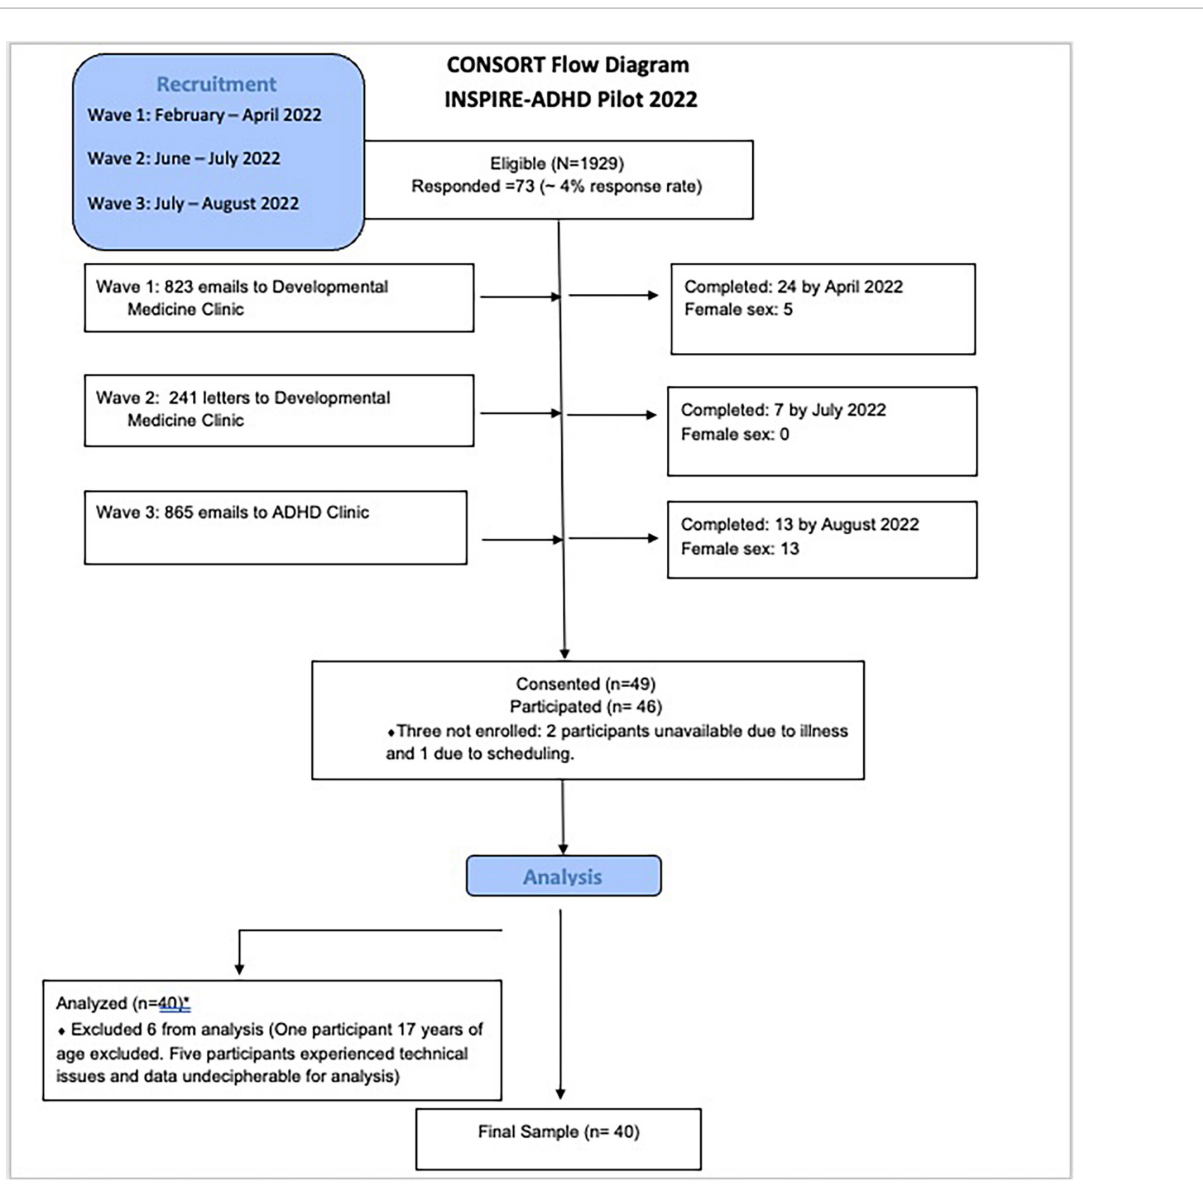 CONSORT Flow Diagram
INSPIRE-ADHD Pilot 2022
Recruitment
Wave 1: February – April 2022
Wave 2: June – July 2022
Wave 3: July – August 2022
Eligible (N=1929)
Responded =73 (~ 4% response rate)
Wave 1: 823 emails to Developmental
Medicine Clinic
Completed: 24 by April 2022
Female sex: 5
Wave 2:  241 letters to Developmental
Medicine Clinic
Completed: 7 by July 2022
Female sex: 0
Wave 3: 865 emails to ADHD Clinic
Completed: 13 by August 2022
Female sex: 13
Consented (n=49)
Participated (n= 46)
♦Three not enrolled: 2 participants unavailable due to illness
and 1 due to scheduling.
Analysis
Analyzed (n=40)*
♦ Excluded 6 from analysis (One participant 17 years of
age excluded. Five participants experienced technical
issues and data undecipherable for analysis)
Final Sample (n= 40)